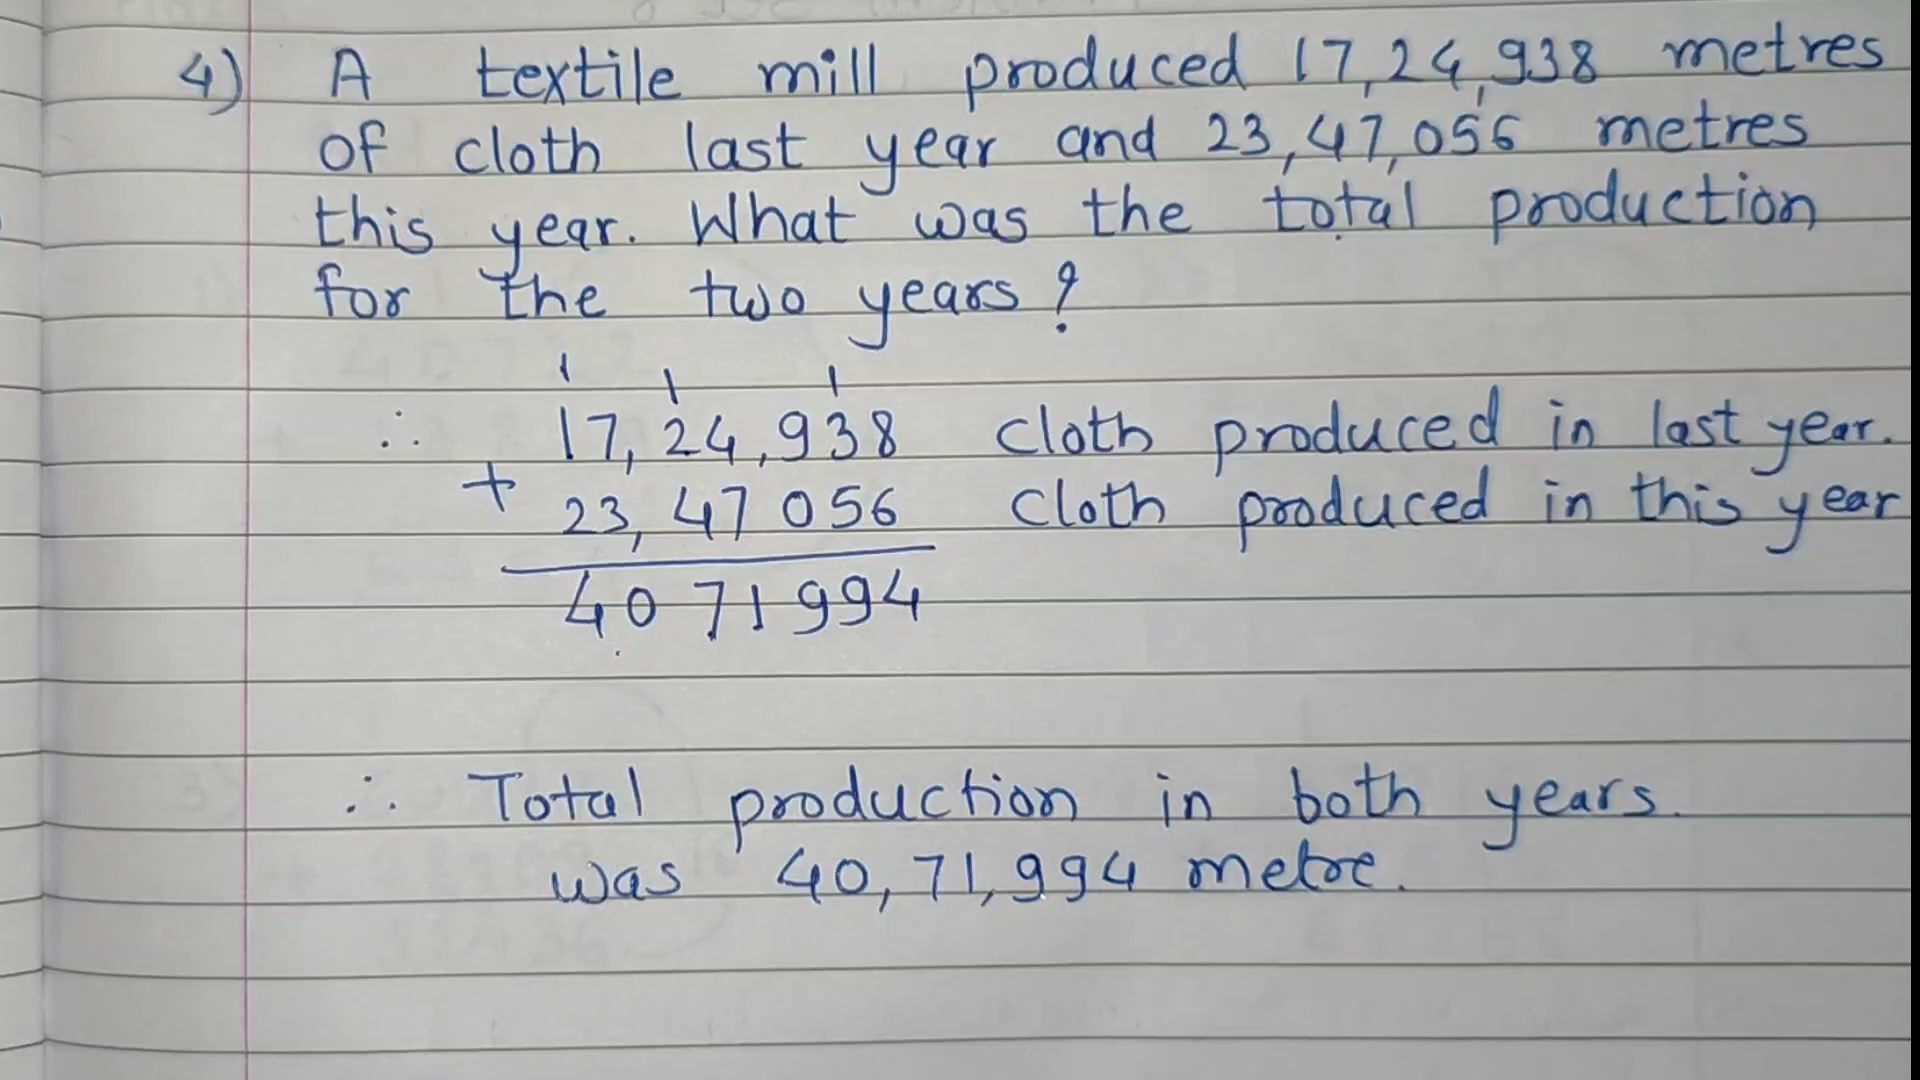 4) A textile mill produced 17,24,938 metres
of cloth last year and 23,47,056 metres
this year. What was the total production
for the two years?
1 1 1
∴ 17,24,938 cloth produced in last year.
+ 23,47 056 cloth produced in this year
40 71994
∴ Total production in both years.
was 40,71,994 metre.